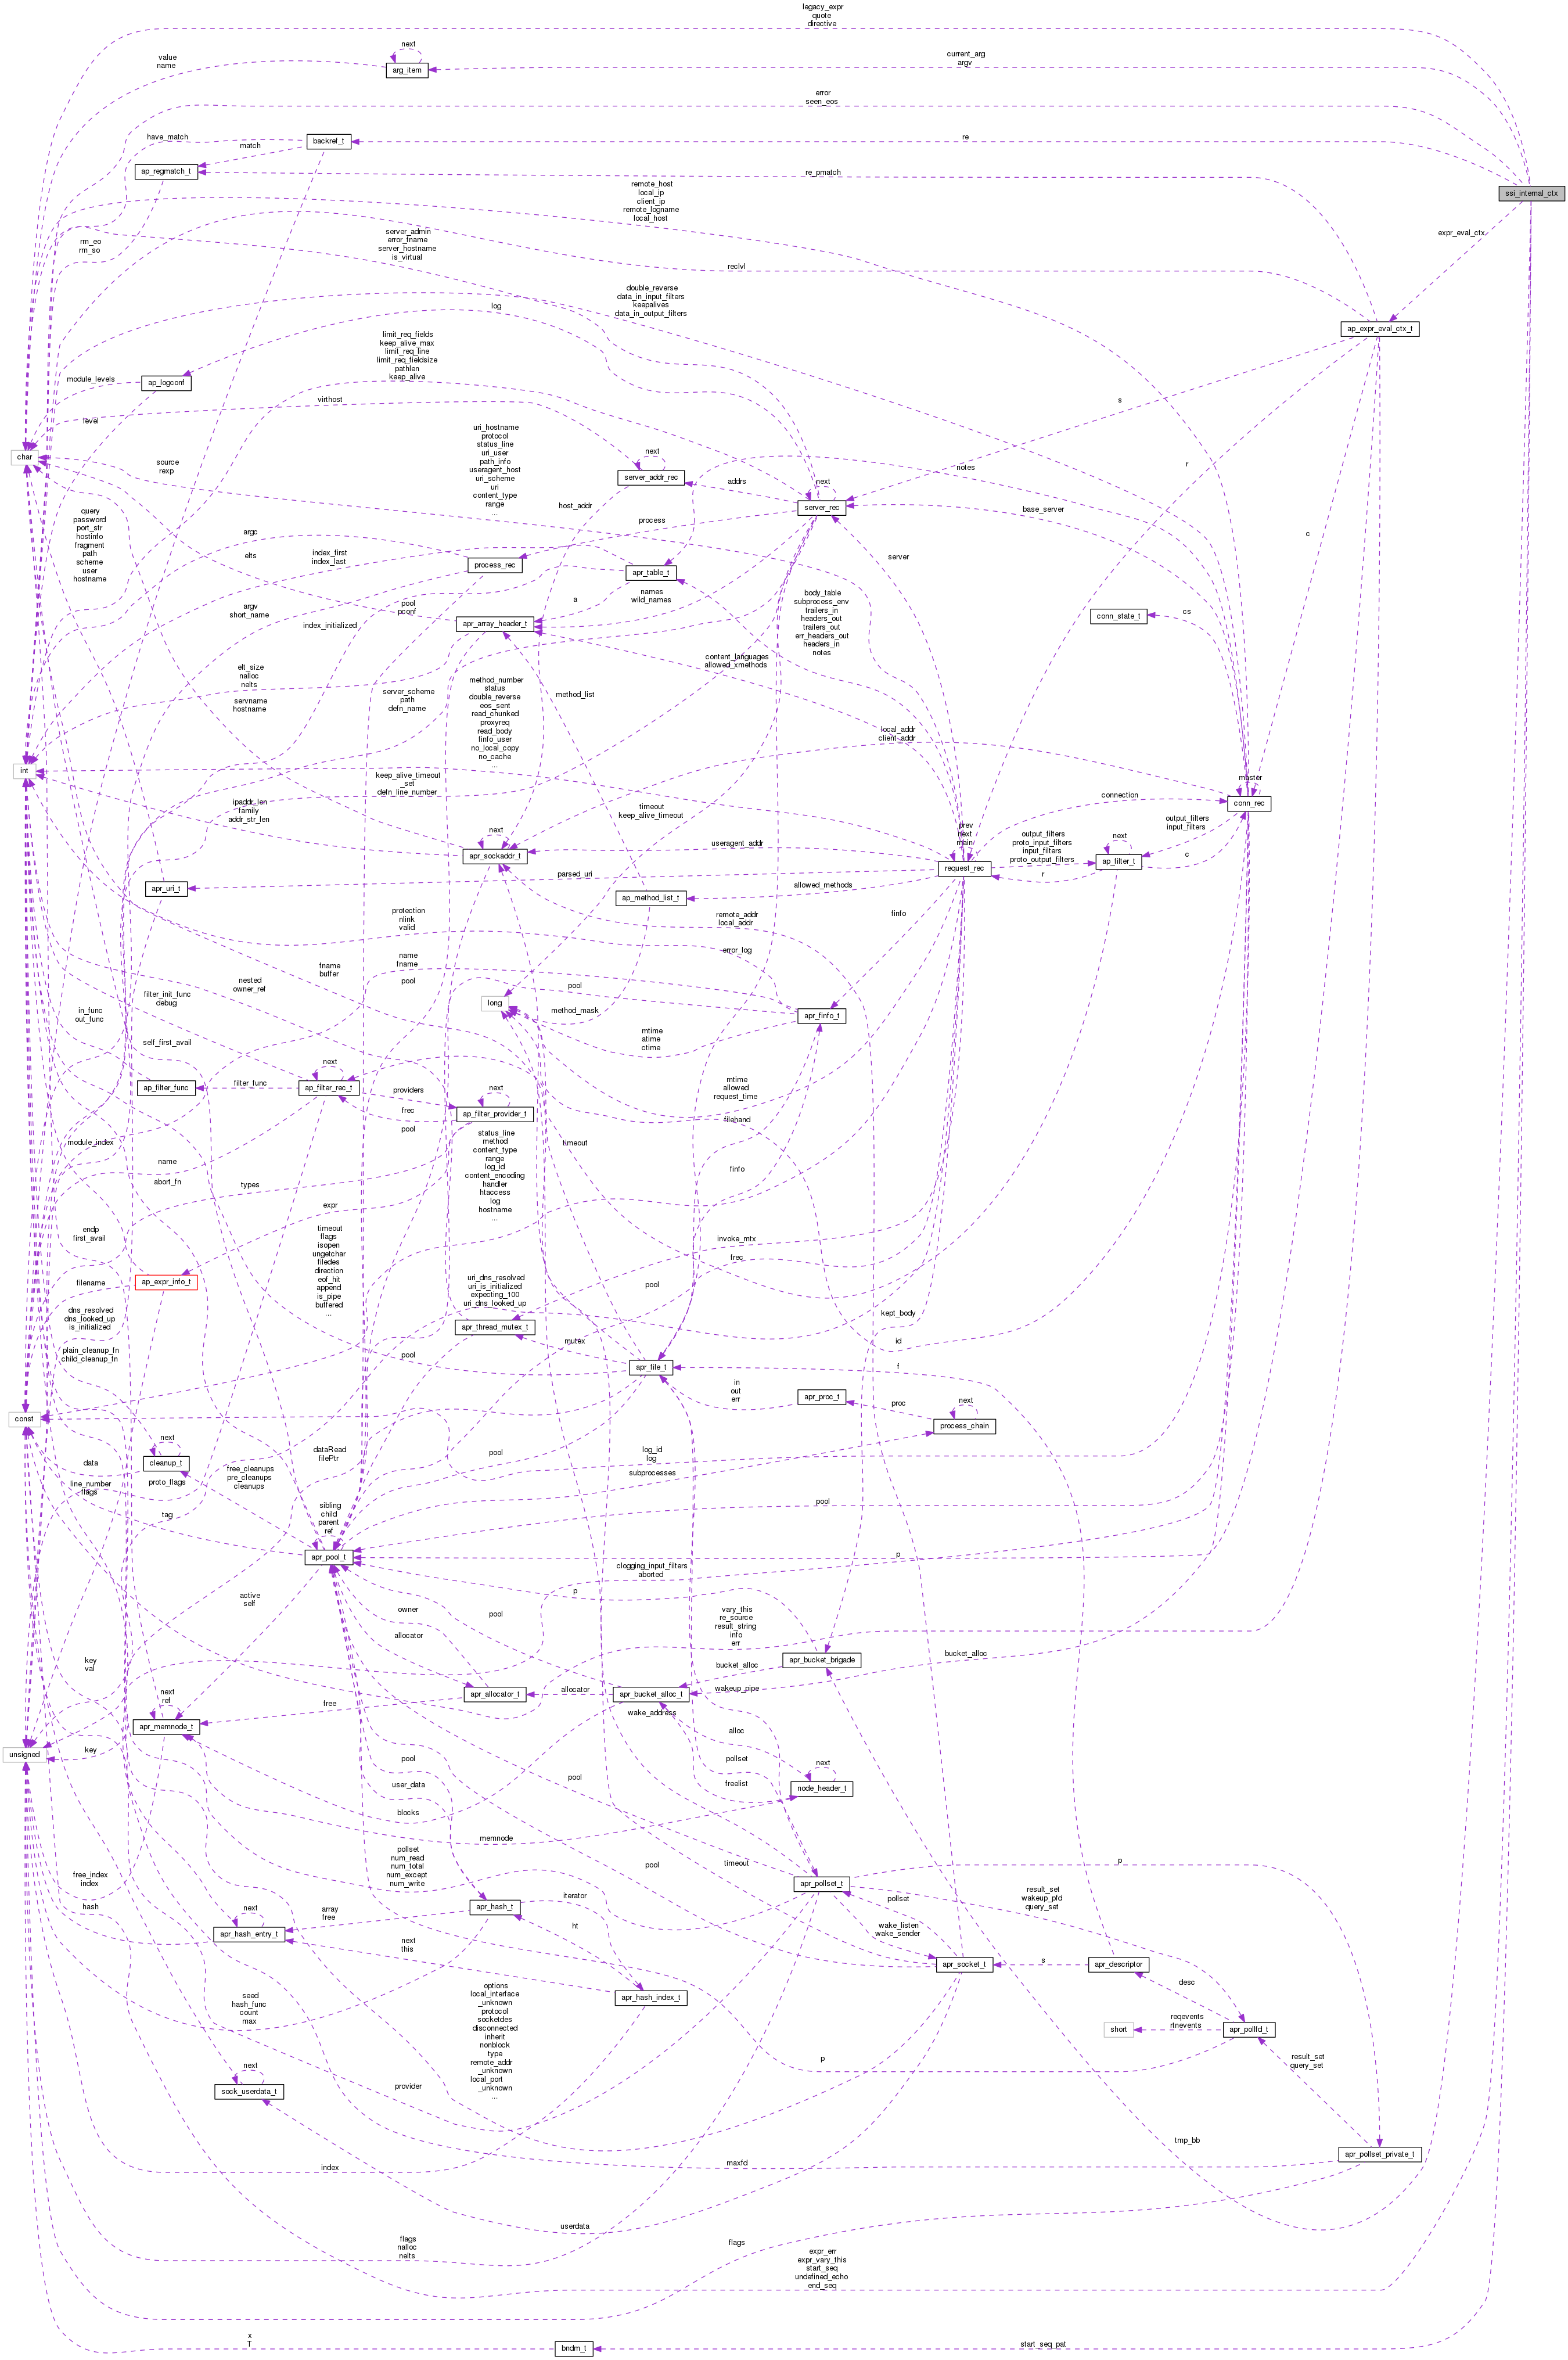 legacy_expr
quote
directive
value
name
next
arg_item
current_arg
argv
error
seen_eos
have_match
backref_t
re
match
ap_regmatch_t
re_pmatch
ssi_internal_ctx
remote_host
local_ip
client_ip
remote_logname
local_host
rm_eo
rm_so
server_admin
error_fname
server_hostname
is_virtual
expr_eval_ctx
reclvl
double_reverse
data_in_input_filters
keepalives
data_in_output_filters
log
ap_expr_eval_ctx_t
limit_req_fields
keep_alive_max
limit_req_line
limit_req_fieldsize
pathlen
keep_alive
module_levels
ap_logconf
virthost
s
level
uri_hostname
protocol
status_line
uri_user
path_info
useragent_host
uri_scheme
uri
content_type
range
...
char
source
rexp
next
server_addr_rec
addrs
next
server_rec
notes
r
base_server
c
query
password
port_str
hostinfo
fragment
path
scheme
user
hostname
host_addr
process
argc
elts
index_first
index_last
process_rec
apr_table_t
server
argv
short_name
pool
pconf
a
names
wild_names
body_table
subprocess_env
trailers_in
headers_out
trailers_out
err_headers_out
headers_in
notes
conn_state_t
cs
index_initialized
apr_array_header_t
elt_size
nalloc
nelts
servname
hostname
server_scheme
path
defn_name
method_number
status
double_reverse
eos_sent
read_chunked
proxyreq
read_body
finfo_user
no_local_copy
no_cache
...
method_list
content_languages
allowed_xmethods
local_addr
client_addr
int
keep_alive_timeout
_set
defn_line_number
master
conn_rec
connection
ipaddr_len
family
addr_str_len
timeout
keep_alive_timeout
next
apr_sockaddr_t
useragent_addr
prev
next
main
request_rec
output_filters
proto_input_filters
input_filters
proto_output_filters
output_filters
input_filters
next
ap_filter_t
c
r
apr_uri_t
parsed_uri
ap_method_list_t
allowed_methods
protection
nlink
valid
remote_addr
local_addr
finfo
name
fname
error_log
fname
buffer
nested
owner_ref
pool
pool
long
method_mask
apr_finfo_t
filter_init_func
debug
in_func
out_func
mtime
atime
ctime
self_first_avail
next
ap_filter_func
filter_func
ap_filter_rec_t
providers
next
ap_filter_provider_t
frec
mtime
allowed
request_time
filehand
pool
module_index
name
abort_fn
status_line
method
content_type
range
log_id
content_encoding
handler
htaccess
log
hostname
...
timeout
finfo
types
expr
endp
first_avail
timeout
flags
isopen
ungetchar
filedes
direction
eof_hit
append
is_pipe
buffered
...
invoke_mtx
frec
ap_expr_info_t
filename
uri_dns_resolved
uri_is_initialized
expecting_100
uri_dns_looked_up
pool
dns_resolved
dns_looked_up
is_initialized
apr_thread_mutex_t
kept_body
id
mutex
plain_cleanup_fn
child_cleanup_fn
pool
apr_file_t
f
in
out
err
apr_proc_t
proc
next
process_chain
const
next
cleanup_t
data
dataRead
filePtr
pool
log_id
log
subprocesses
line_number
flags
proto_flags
free_cleanups
pre_cleanups
cleanups
pool
tag
sibling
child
parent
ref
apr_pool_t
p
clogging_input_filters
aborted
p
active
self
owner
pool
vary_this
re_source
result_string
info
err
allocator
key
val
apr_bucket_brigade
bucket_alloc
bucket_alloc
next
ref
apr_memnode_t
free
apr_allocator_t
allocator
apr_bucket_alloc_t
wakeup_pipe
wake_address
alloc
unsigned
key
pool
pool
pollset
next
node_header_t
user_data
freelist
blocks
memnode
pollset
num_read
num_total
num_except
num_write
timeout
pool
p
free_index
index
apr_pollset_t
hash
array
free
apr_hash_t
iterator
pollset
result_set
wakeup_pfd
query_set
next
apr_hash_entry_t
ht
next
this
wake_listen
wake_sender
apr_socket_t
s
apr_descriptor
desc
seed
hash_func
count
max
options
local_interface
_unknown
protocol
socketdes
disconnected
inherit
nonblock
type
remote_addr
_unknown
local_port
_unknown
...
apr_hash_index_t
short
reqevents
rtnevents
apr_pollfd_t
p
result_set
query_set
next
sock_userdata_t
provider
tmp_bb
apr_pollset_private_t
index
maxfd
userdata
flags
nalloc
nelts
flags
expr_err
expr_vary_this
start_seq
undefined_echo
end_seq
x
T
bndm_t
start_seq_pat